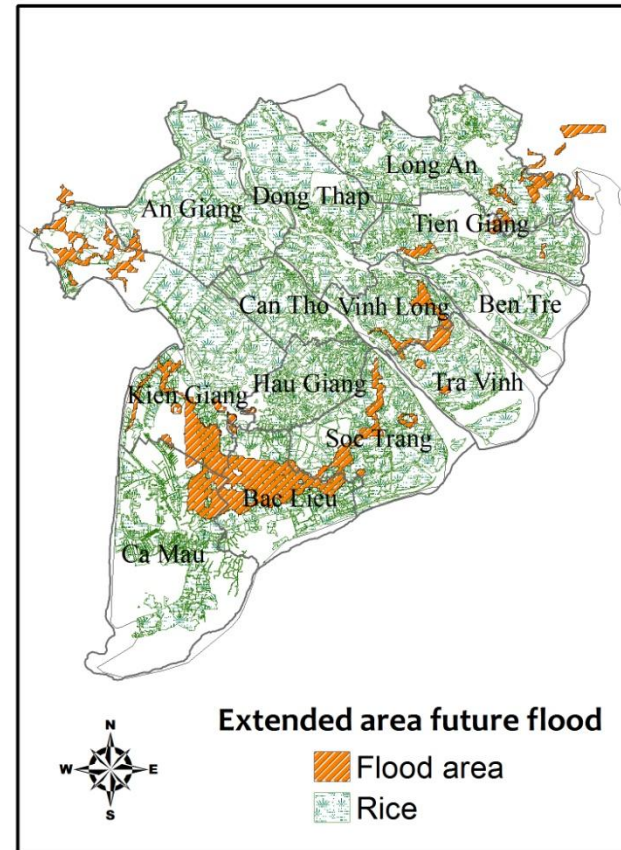 Long An
Dong Thap
An Giang
Tien Giang
Can Tho
Vinh Long
Ben Tre
Hau Giang
Kien Giang
Tra Vinh
Soc Trang
Bac Lieu
Ca Mau
Extended area future flood
N
W
E
S
Flood area
Rice